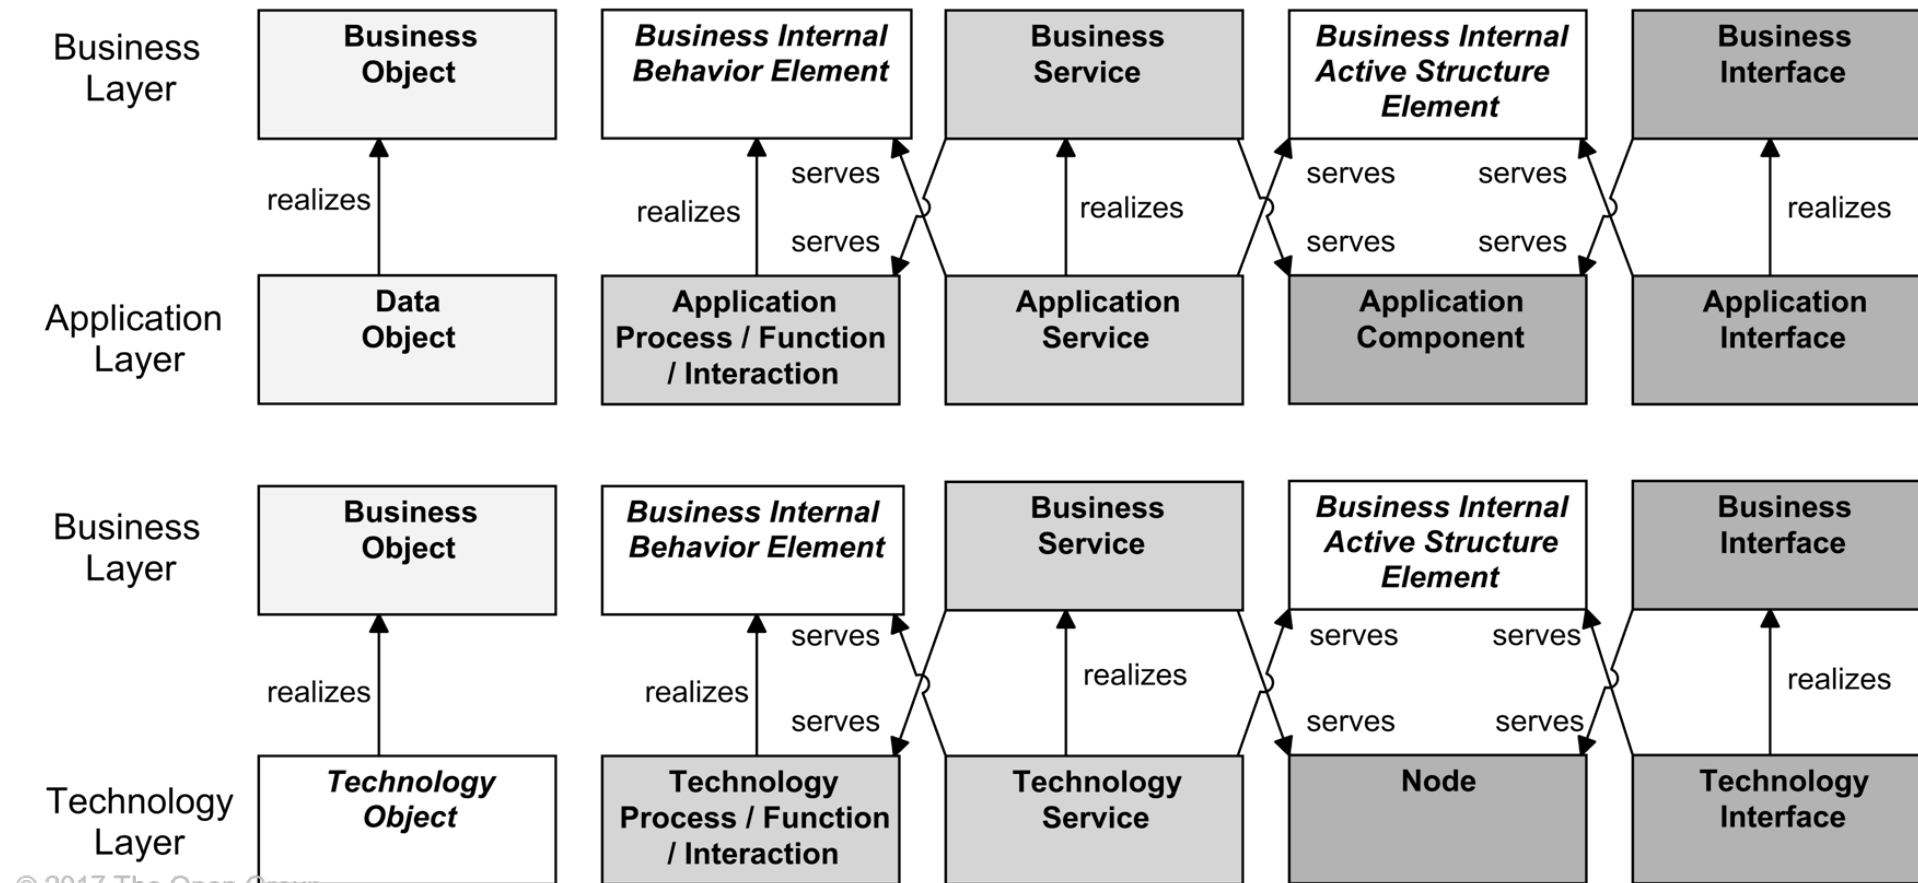 Business
Layer
Business
Object
Business Internal
Behavior Element
Business
Service
Business Internal
Active Structure
Element
Business
Interface
realizes
realizes
serves
serves
realizes
serves
serves
serves
serves
realizes
Application
Layer
Data
Object
Application
Process / Function
/ Interaction
Application
Service
Application
Component
Application
Interface
Business
Layer
Business
Object
Business Internal
Behavior Element
Business
Service
Business Internal
Active Structure
Element
Business
Interface
realizes
realizes
serves
serves
realizes
serves
serves
serves
serves
realizes
Technology
Layer
Technology
Object
Technology
Process / Function
/ Interaction
Technology
Service
Node
Technology
Interface
© 2017 The Open Group